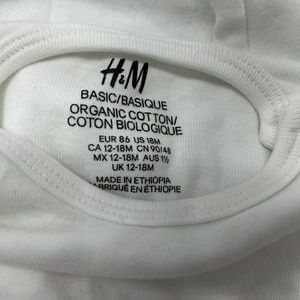 H&M
BASIC/BASIQUE
ORGANIC COTTON/
COTON BIOLOGIQUE
EUR 86 US 18M
CA 12-18M CN 90/48
MX 12-18M AUS 1½
UK 12-18M
MADE IN ETHIOPIA
FABRIQUÉ EN ÉTHIOPIE